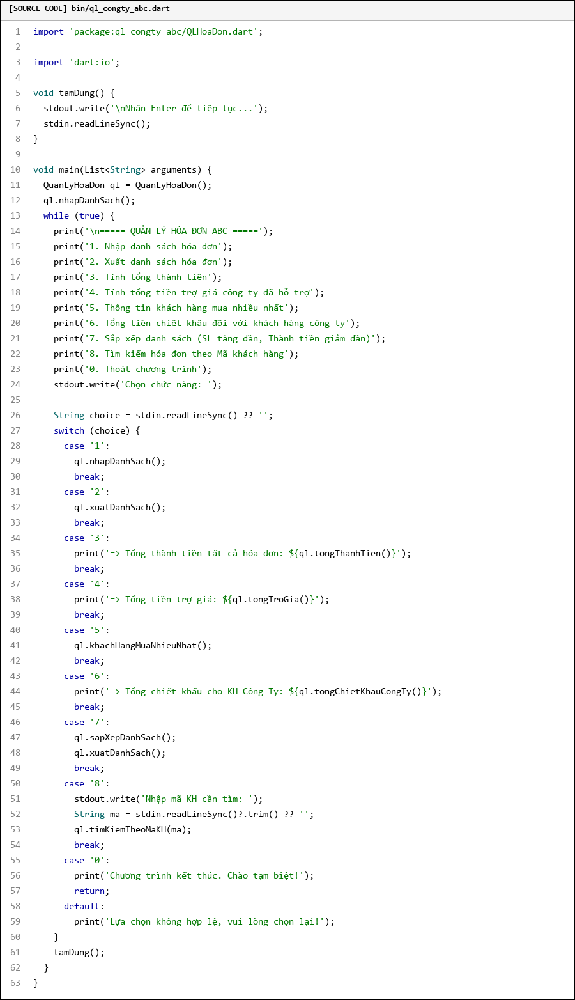 [SOURCE CODE] bin/ql_congty_abc.dart
1 import 'package:ql_congty_abc/QLHoaDon.dart';
2
3 import 'dart:io';
4
5 void tamDung() {
6   stdout.write('\nNhấn Enter để tiếp tục...');
7   stdin.readLineSync();
8 }
9
10 void main(List<String> arguments) {
11   QuanLyHoaDon ql = QuanLyHoaDon();
12   ql.nhapDanhSach();
13   while (true) {
14     print('\n===== QUẢN LÝ HÓA ĐƠN ABC =====');
15     print('1. Nhập danh sách hóa đơn');
16     print('2. Xuất danh sách hóa đơn');
17     print('3. Tính tổng thành tiền');
18     print('4. Tính tổng tiền trợ giá công ty đã hỗ trợ');
19     print('5. Thông tin khách hàng mua nhiều nhất');
20     print('6. Tổng tiền chiết khấu đối với khách hàng công ty');
21     print('7. Sắp xếp danh sách (SL tăng dần, Thành tiền giảm dần)');
22     print('8. Tìm kiếm hóa đơn theo Mã khách hàng');
23     print('0. Thoát chương trình');
24     stdout.write('Chọn chức năng: ');
25
26     String choice = stdin.readLineSync() ?? '';
27     switch (choice) {
28       case '1':
29         ql.nhapDanhSach();
30         break;
31       case '2':
32         ql.xuatDanhSach();
33         break;
34       case '3':
35         print('=> Tổng thành tiền tất cả hóa đơn: ${ql.tongThanhTien()}');
36         break;
37       case '4':
38         print('=> Tổng tiền trợ giá: ${ql.tongTroGia()}');
39         break;
40       case '5':
41         ql.khachHangMuaNhieuNhat();
42         break;
43       case '6':
44         print('=> Tổng chiết khấu cho KH Công Ty: ${ql.tongChietKhauCongTy()}');
45         break;
46       case '7':
47         ql.sapXepDanhSach();
48         ql.xuatDanhSach();
49         break;
50       case '8':
51         stdout.write('Nhập mã KH cần tìm: ');
52         String ma = stdin.readLineSync()?.trim() ?? '';
53         ql.timKiemTheoMaKH(ma);
54         break;
55       case '0':
56         print('Chương trình kết thúc. Chào tạm biệt!');
57         return;
58       default:
59         print('Lựa chọn không hợp lệ, vui lòng chọn lại!');
60     }
61     tamDung();
62   }
63 }